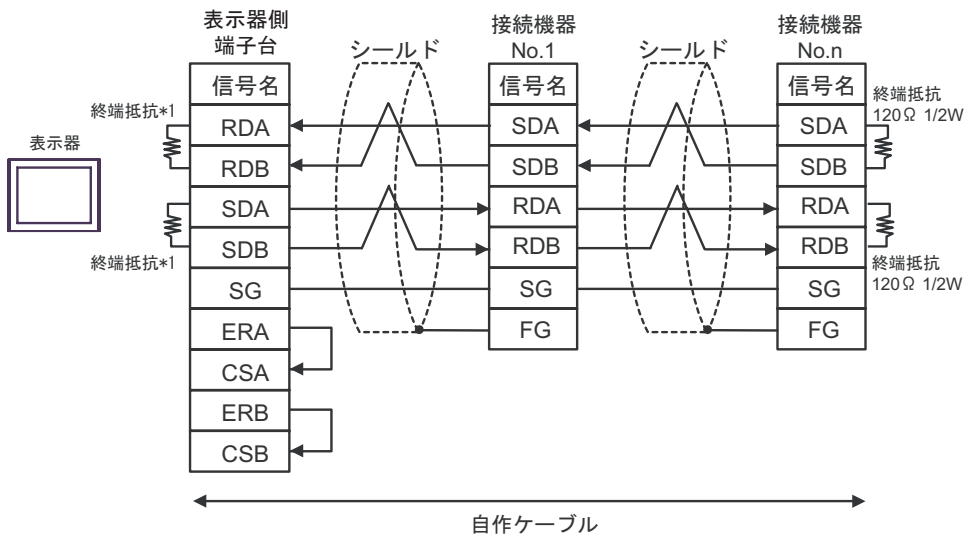 表示器側
端子台
シールド
接続機器
No.1
シールド
接続機器
No.n
表示器
終端抵抗*1
終端抵抗*1
信号名
RDA
RDB
SDA
SDB
SG
ERA
CSA
ERB
CSB
信号名
SDA
SDB
RDA
RDB
SG
FG
信号名
SDA
SDB
RDA
RDB
SG
FG
終端抵抗
120Ω 1/2W
終端抵抗
120Ω 1/2W
自作ケーブル